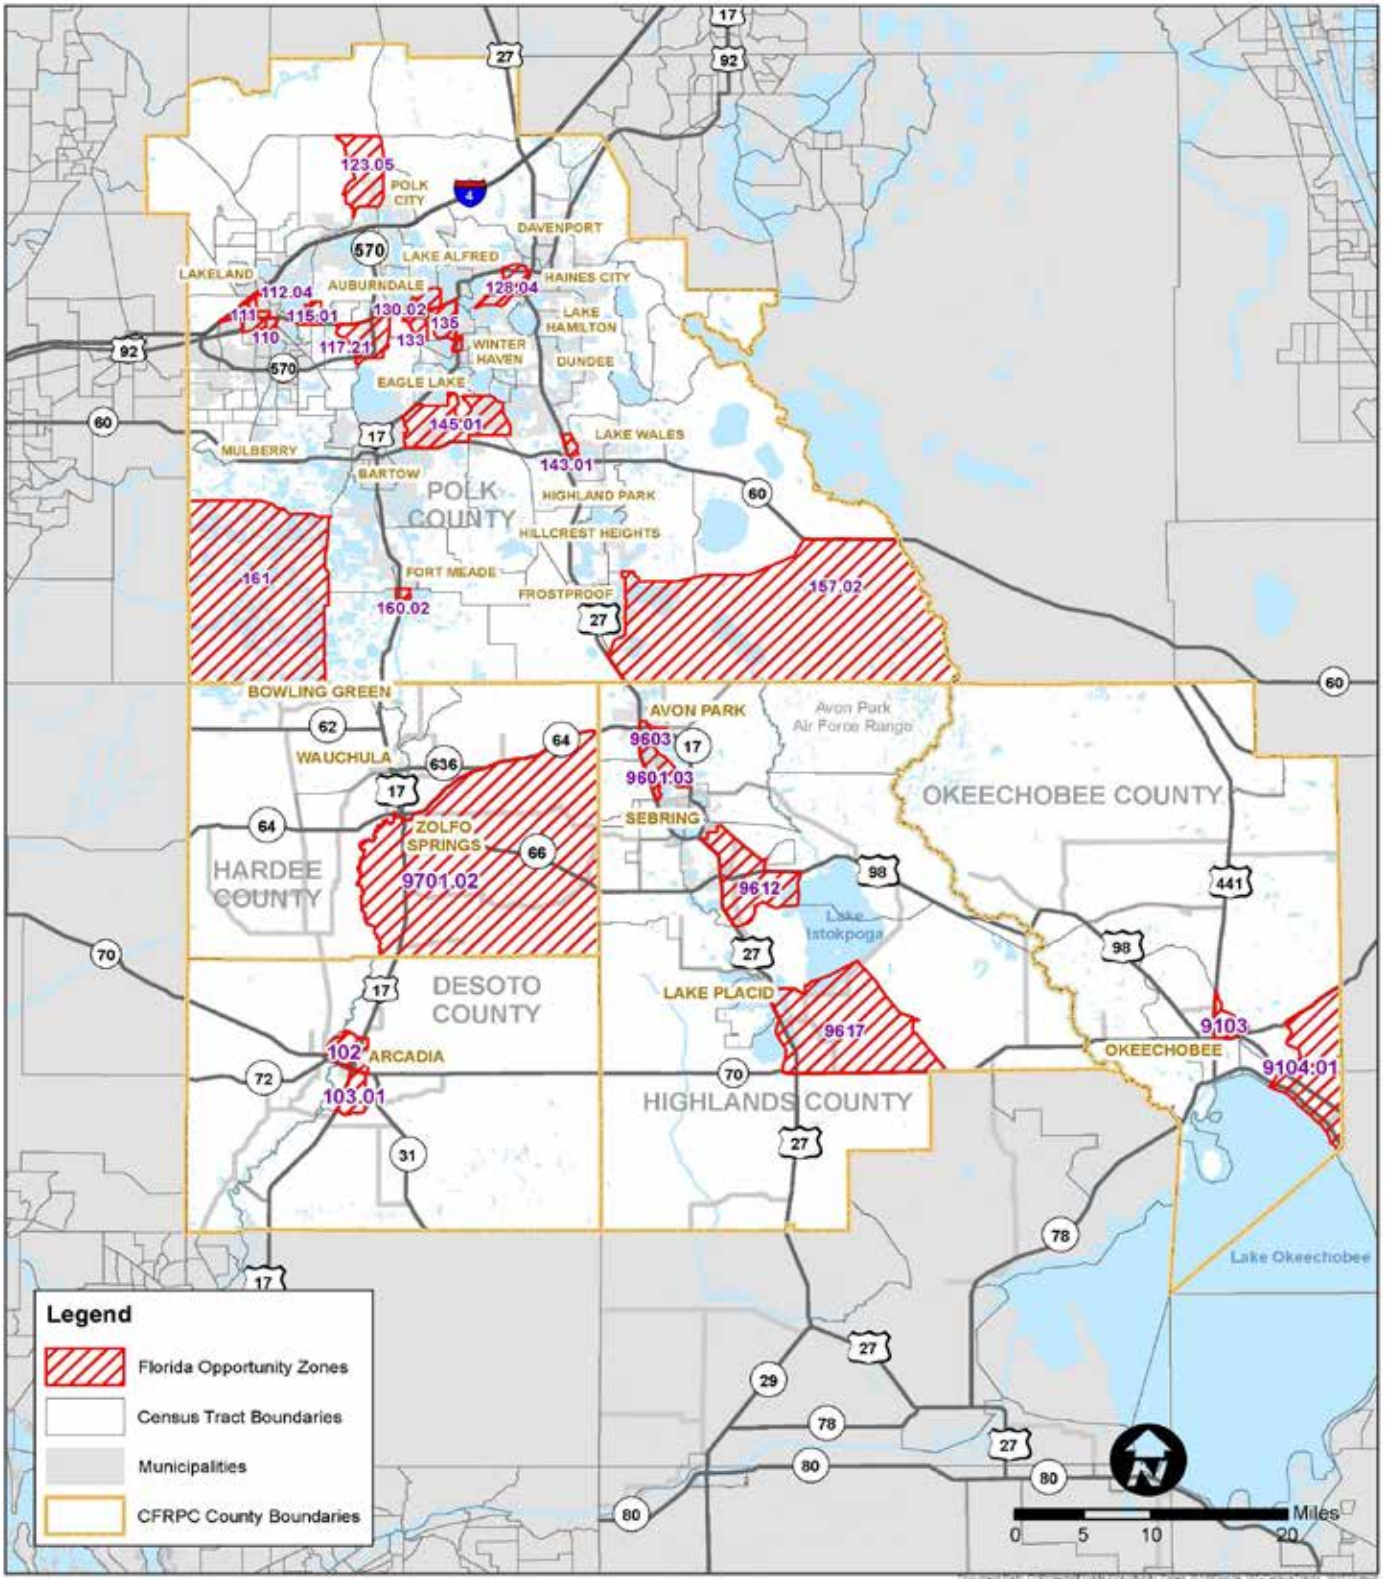 17
27
92
123.05
POLK
CITY
4
DAVENPORT
570
LAKE ALFRED
LAKELAND
HAINES CITY
AUBURNDALE
128.04
112.04
111
115.01
130.02
135
LAKE
HAMILTON
110
117.21
133
WINTER
HAVEN
92
570
DUNDEE
EAGLE LAKE
60
145.01
17
LAKE WALES
MULBERRY
143.01
BARTOW
POLK
COUNTY
HIGHLAND PARK
60
HILLCREST HEIGHTS
161
FORT MEADE
157.02
160.02
FROSTPROOF
27
60
BOWLING GREEN
AVON PARK
Avon Park
Air Force Range
62
64
9603
17
WAUCHULA
636
9601.03
17
OKEECHOBEE COUNTY
SEBRING
64
ZOLFO
SPRINGS
66
HARDEE
COUNTY
9701.02
9612
98
441
Lake
Istokpoga
70
27
98
17
DESOTO
COUNTY
LAKE PLACID
9617
9103
102
ARCADIA
OKEECHOBEE
9104.01
72
70
103.01
HIGHLANDS COUNTY
27
31
78
Lake Okeechobee
17
Legend
Florida Opportunity Zones
Census Tract Boundaries
Municipalities
CFRPC County Boundaries
27
29
78
27
80
80
80
N
Miles
0 5 10 20